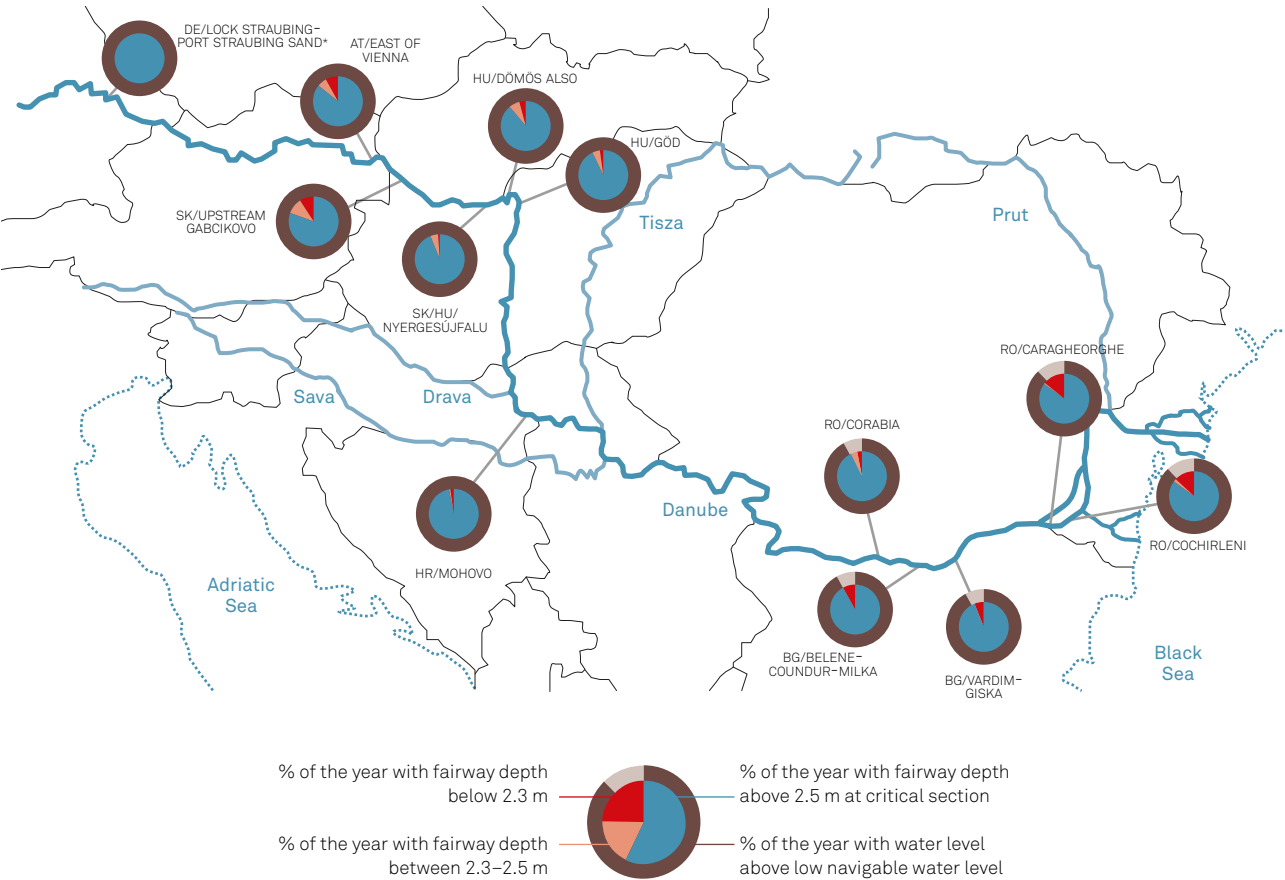 DE/LOCK STRAUBING–
PORT STRAUBING SAND*
AT/EAST OF
VIENNA
HU/DÖMÖS ALSO
HU/GÖD
SK/UPSTREAM
GABCIKOVO
Tisza
Prut
SK/HU/
NYERGESÚJFALU
RO/CARAGHEORGHE
Sava
Drava
RO/CORABIA
Danube
RO/COCHIRLENI
HR/MOHOVO
Adriatic
Sea
BG/BELENE–
COUNDUR–MILKA
BG/VARDIM–
GISKA
Black
Sea
% of the year with fairway depth
below 2.3 m
% of the year with fairway depth
above 2.5 m at critical section
% of the year with fairway depth
between 2.3–2.5 m
% of the year with water level
above low navigable water level